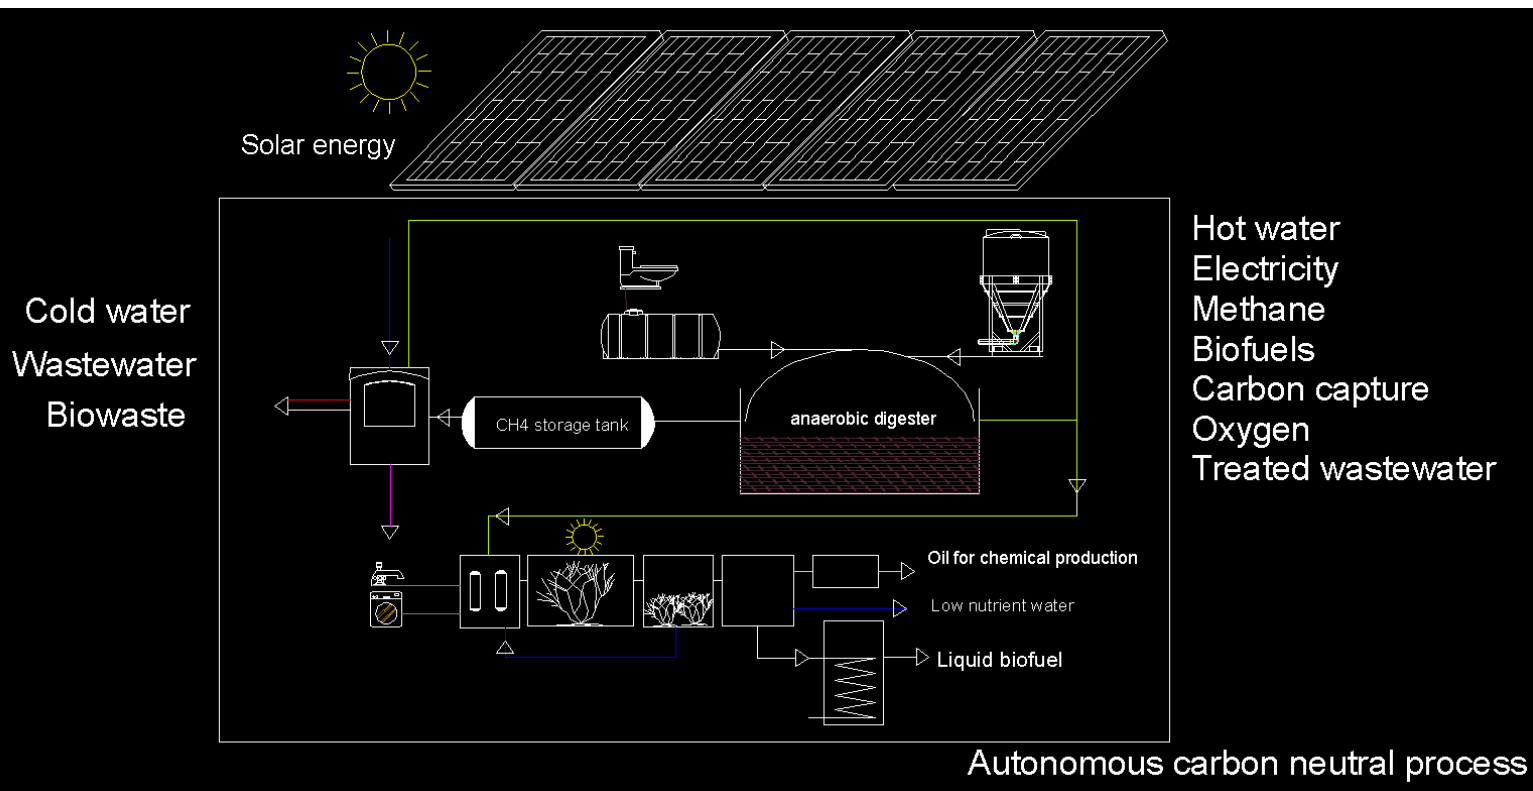 Solar energy
Cold water
Wastewater
Biowaste
Hot water
Electricity
Methane
Biofuels
Carbon capture
Oxygen
Treated wastewater
CH4 storage tank
anaerobic digester
Oil for chemical production
Low nutrient water
Liquid biofuel
Autonomous carbon neutral process